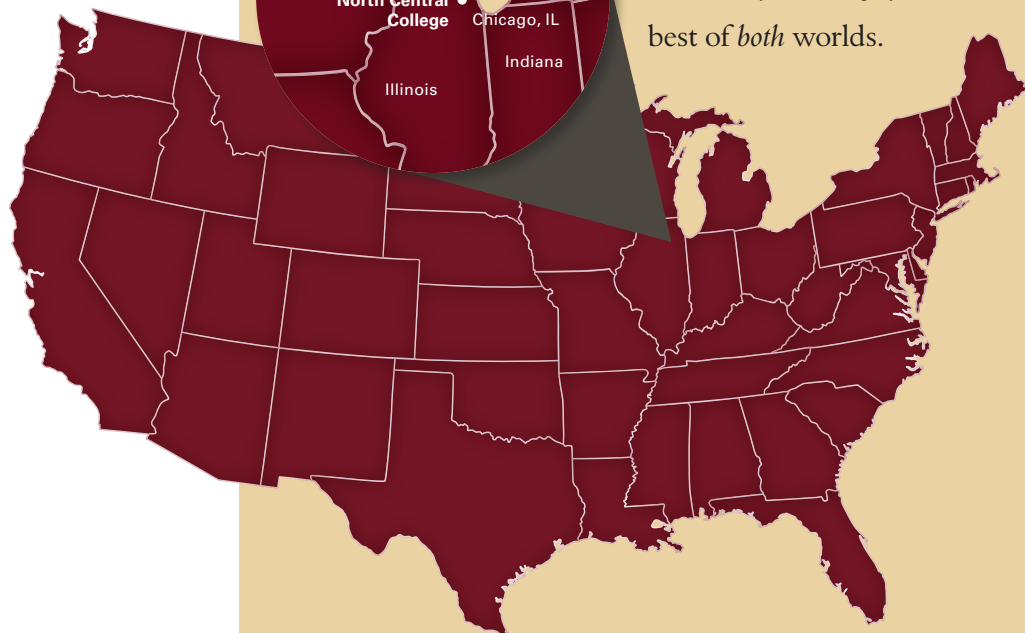 North Central
College
Chicago, IL
Indiana
Illinois
best of both worlds.